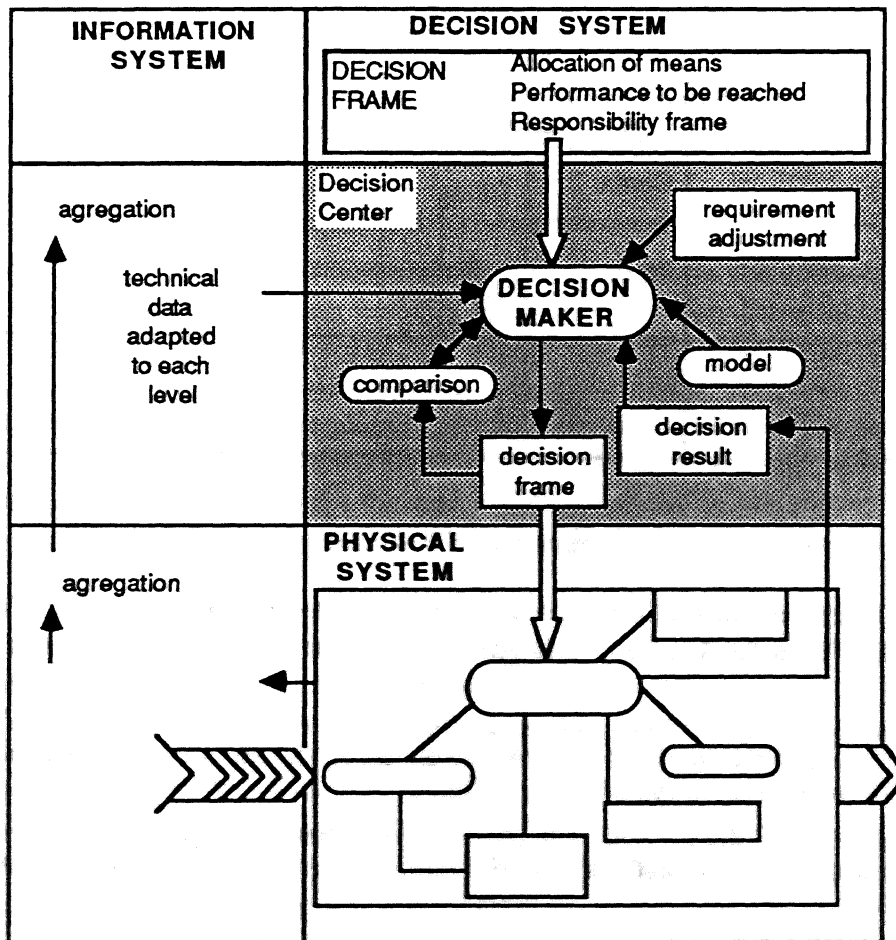 INFORMATION
SYSTEM
DECISION SYSTEM
DECISION
FRAME
Allocation of means
Performance to be reached
Responsibility frame
agregation
technical
data
adapted
to each
level
Decision
Center
requirement
adjustment
DECISION
MAKER
comparison
model
decision
frame
decision
result
agregation
PHYSICAL
SYSTEM